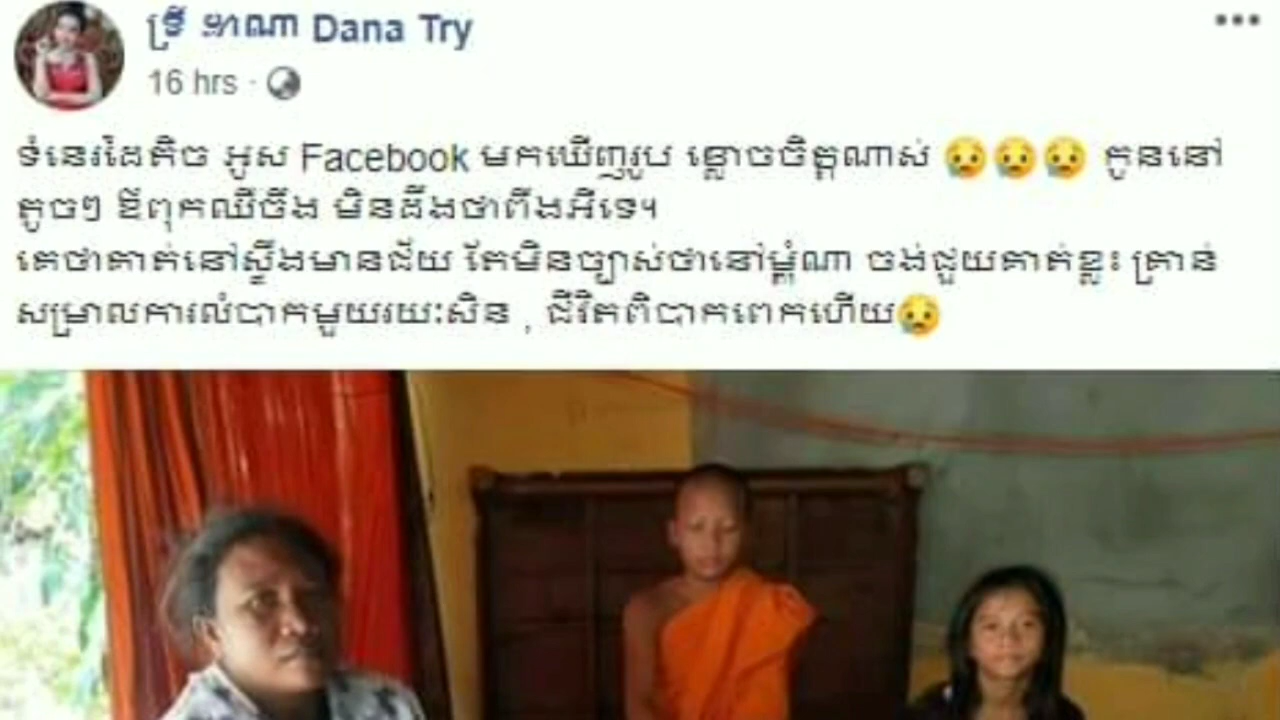 ទ្រី ដាណា Dana Try
16 hrs ·
ទំនេរដៃតិច អូស Facebook មកឃើញរូប ខ្លោចចិត្តណាស់ 😥😥😥 កូននៅ
តូចៗ ឪពុកឈឺចឹង មិនដឹងថាពឹងអីទេ។
គេថាគាត់នៅស្ទឹងមានជ័យ តែមិនច្បាស់ថានៅម្ដុំណា ចង់ជួយគាត់ខ្លះ គ្រាន់
សម្រាលការលំបាកមួយរយៈសិន , ជីវិតពិបាកពេកហើយ😥